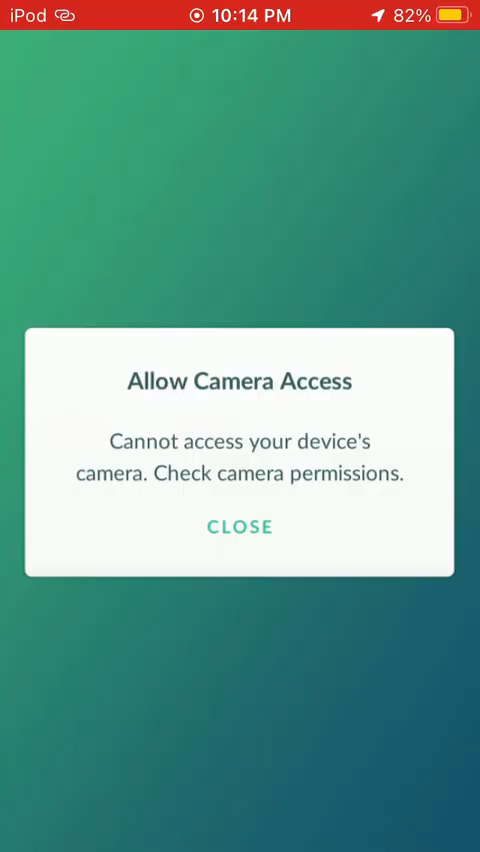 iPod 10:14 PM 82%
Allow Camera Access
Cannot access your device's
camera. Check camera permissions.
CLOSE